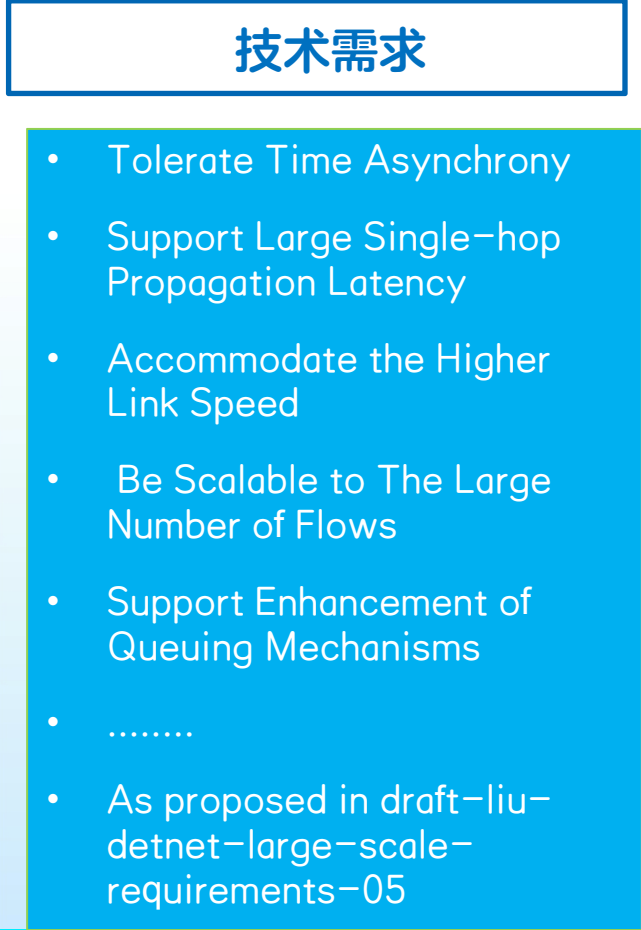 技术需求
• Tolerate Time Asynchrony
• Support Large Single-hop
Propagation Latency
• Accommodate the Higher
Link Speed
• Be Scalable to The Large
Number of Flows
• Support Enhancement of
Queuing Mechanisms
• ........
• As proposed in draft-liu-
detnet-large-scale-
requirements-05